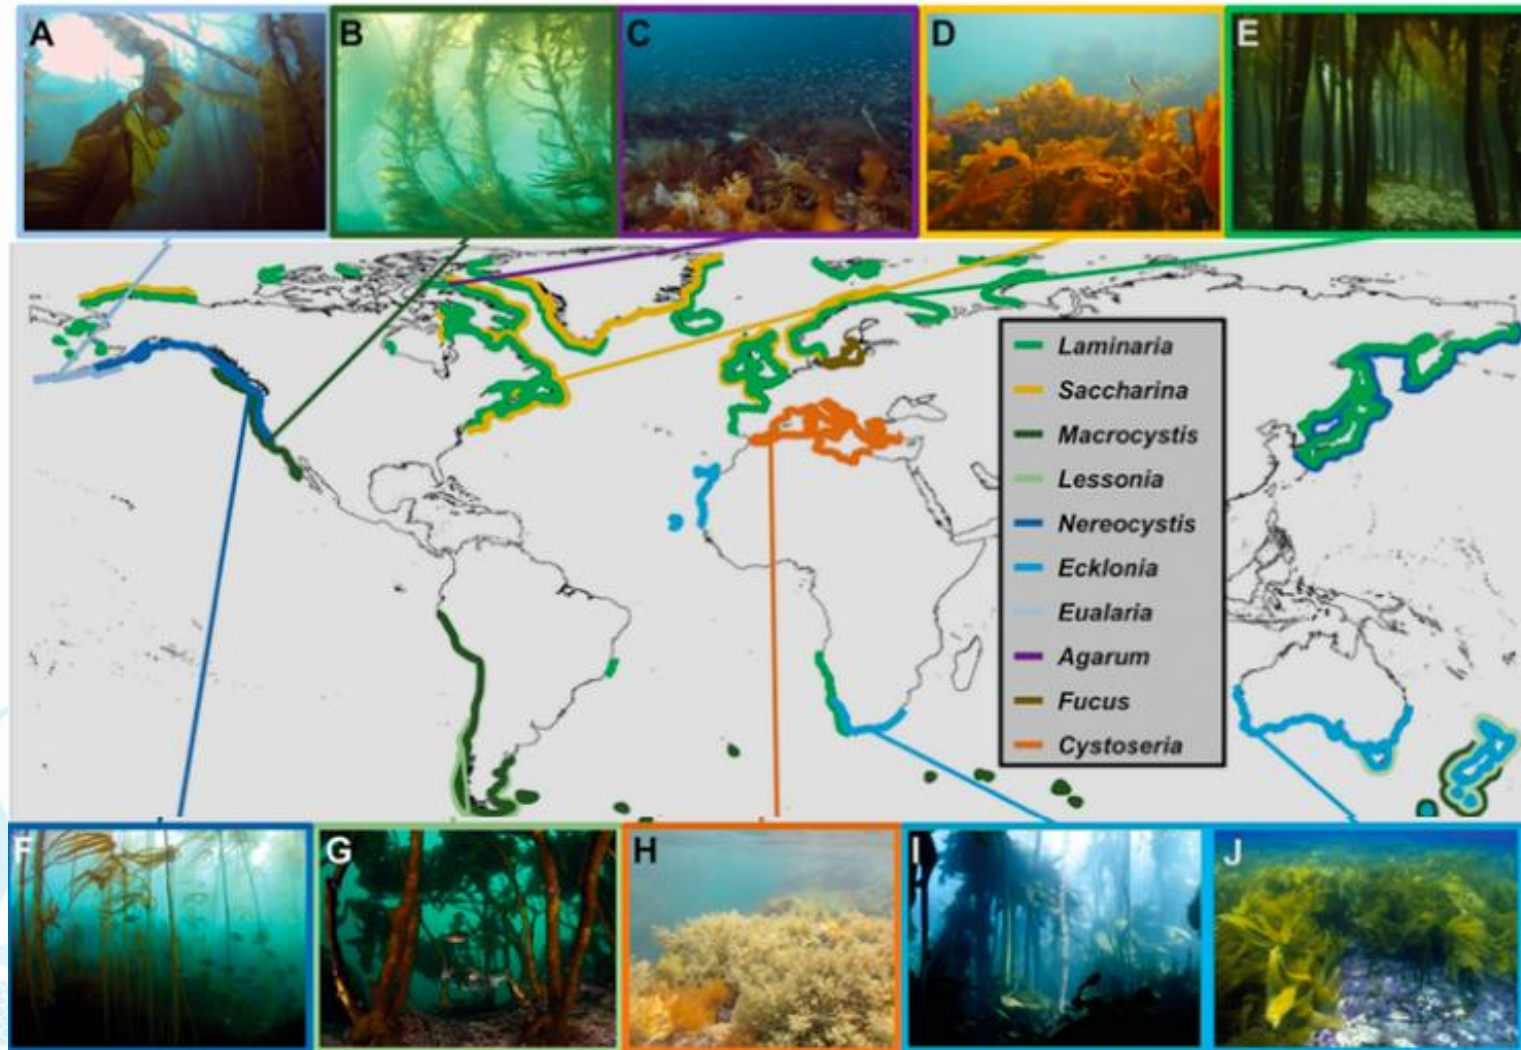 A
B
C
D
E
Laminaria
Saccharina
Macrocystis
Lessonia
Nereocystis
Ecklonia
Eualaria
Agarum
Fucus
Cystoseria
F
G
H
I
J